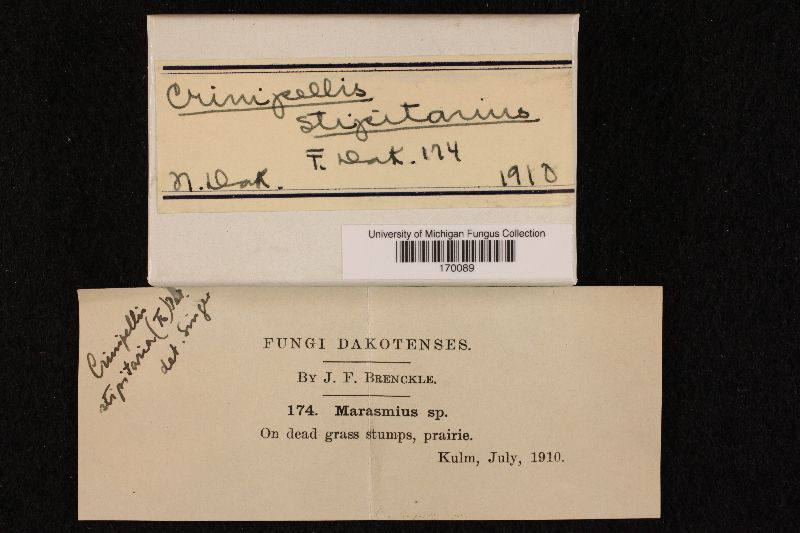 Crinipellis
stipitarius
F. Dak. 174
N. Dak. 1910
University of Michigan Fungus Collection
170089
Crinipellis
stipitaria (Fr.) Pat.
det. Singer
FUNGI DAKOTENSES.
BY J. F. BRENCKLE.
174. Marasmius sp.
On dead grass stumps, prairie.
Kulm, July, 1910.